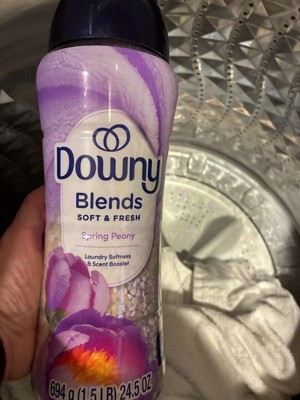 Downy
Blends
SOFT & FRESH
Spring Peony
Laundry Softness
& Scent Booster
694 g (1.5 LB) 24.5 OZ